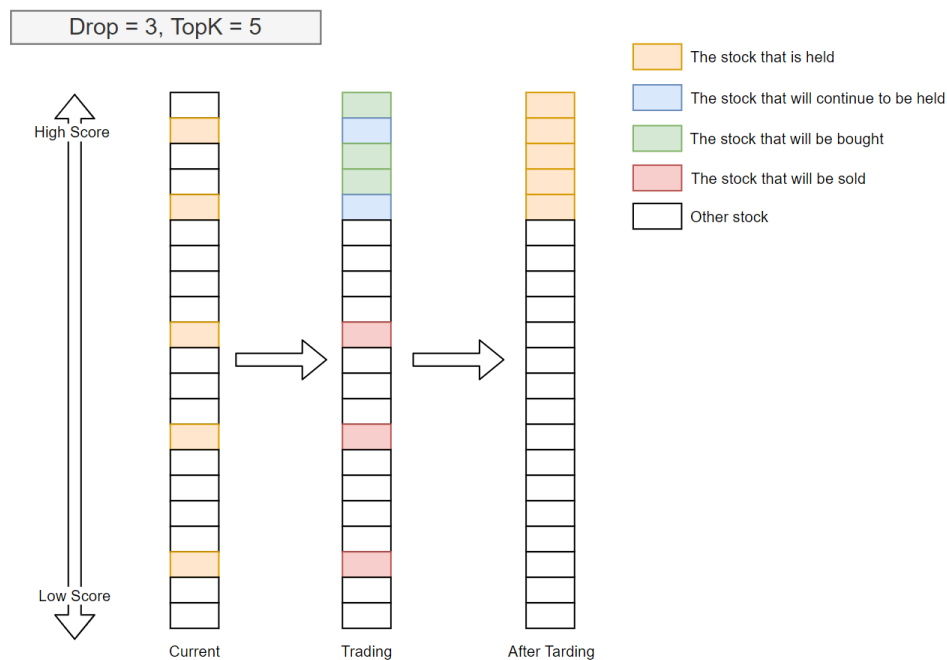 Drop = 3, TopK = 5
The stock that is held
The stock that will continue to be held
High Score
The stock that will be bought
The stock that will be sold
Other stock
Low Score
Current
Trading
After Tarding